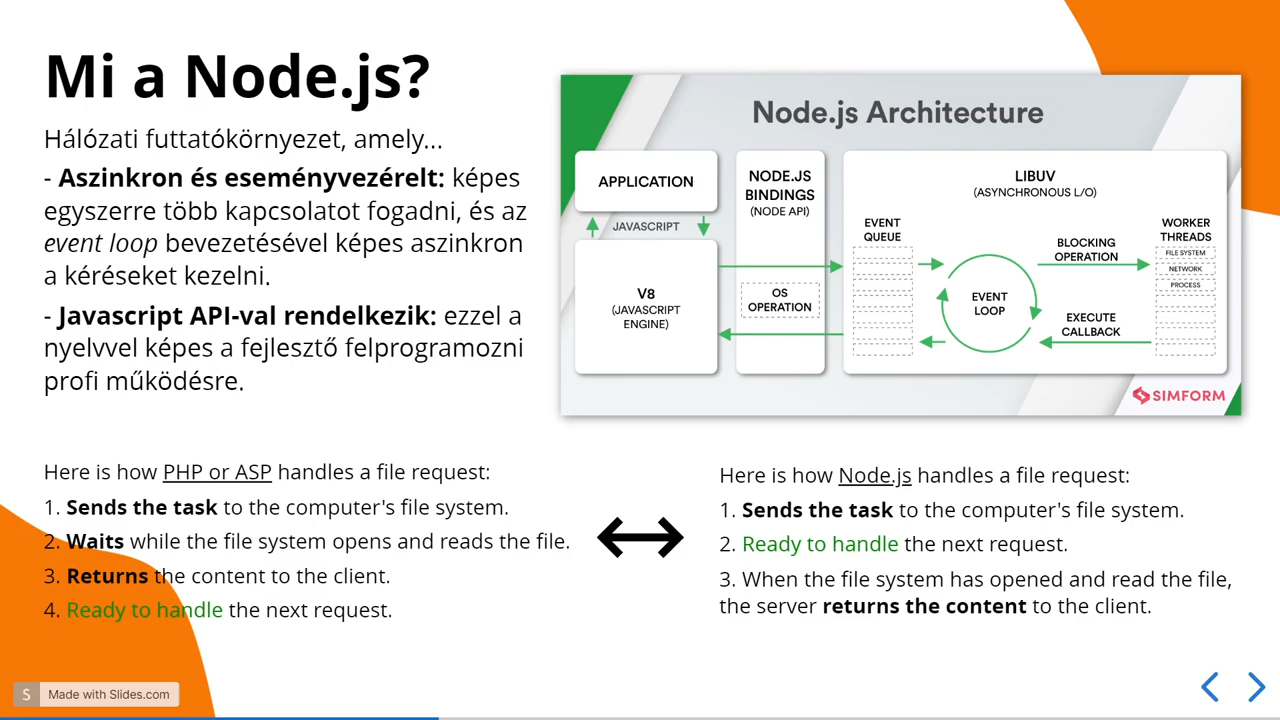 Mi a Node.js?
Hálózati futtatókörnyezet, amely...
- Aszinkron és eseményvezérelt: képes
egyszerre több kapcsolatot fogadni, és az
event loop bevezetésével képes aszinkron
a kéréseket kezelni.
- Javascript API-val rendelkezik: ezzel a
nyelvvel képes a fejlesztő felprogramozni
profi működésre.
Node.js Architecture
APPLICATION
JAVASCRIPT
V8
(JAVASCRIPT
ENGINE)
NODE.JS
BINDINGS
(NODE API)
OS
OPERATION
LIBUV
(ASYNCHRONOUS L/O)
EVENT
QUEUE
EVENT
LOOP
BLOCKING
OPERATION
EXECUTE
CALLBACK
WORKER
THREADS
FILE SYSTEM
NETWORK
PROCESS
SIMFORM
Here is how PHP or ASP handles a file request:
1. Sends the task to the computer's file system.
2. Waits while the file system opens and reads the file.
3. Returns the content to the client.
4. Ready to handle the next request.
Here is how Node.js handles a file request:
1. Sends the task to the computer's file system.
2. Ready to handle the next request.
3. When the file system has opened and read the file,
the server returns the content to the client.
S Made with Slides.com